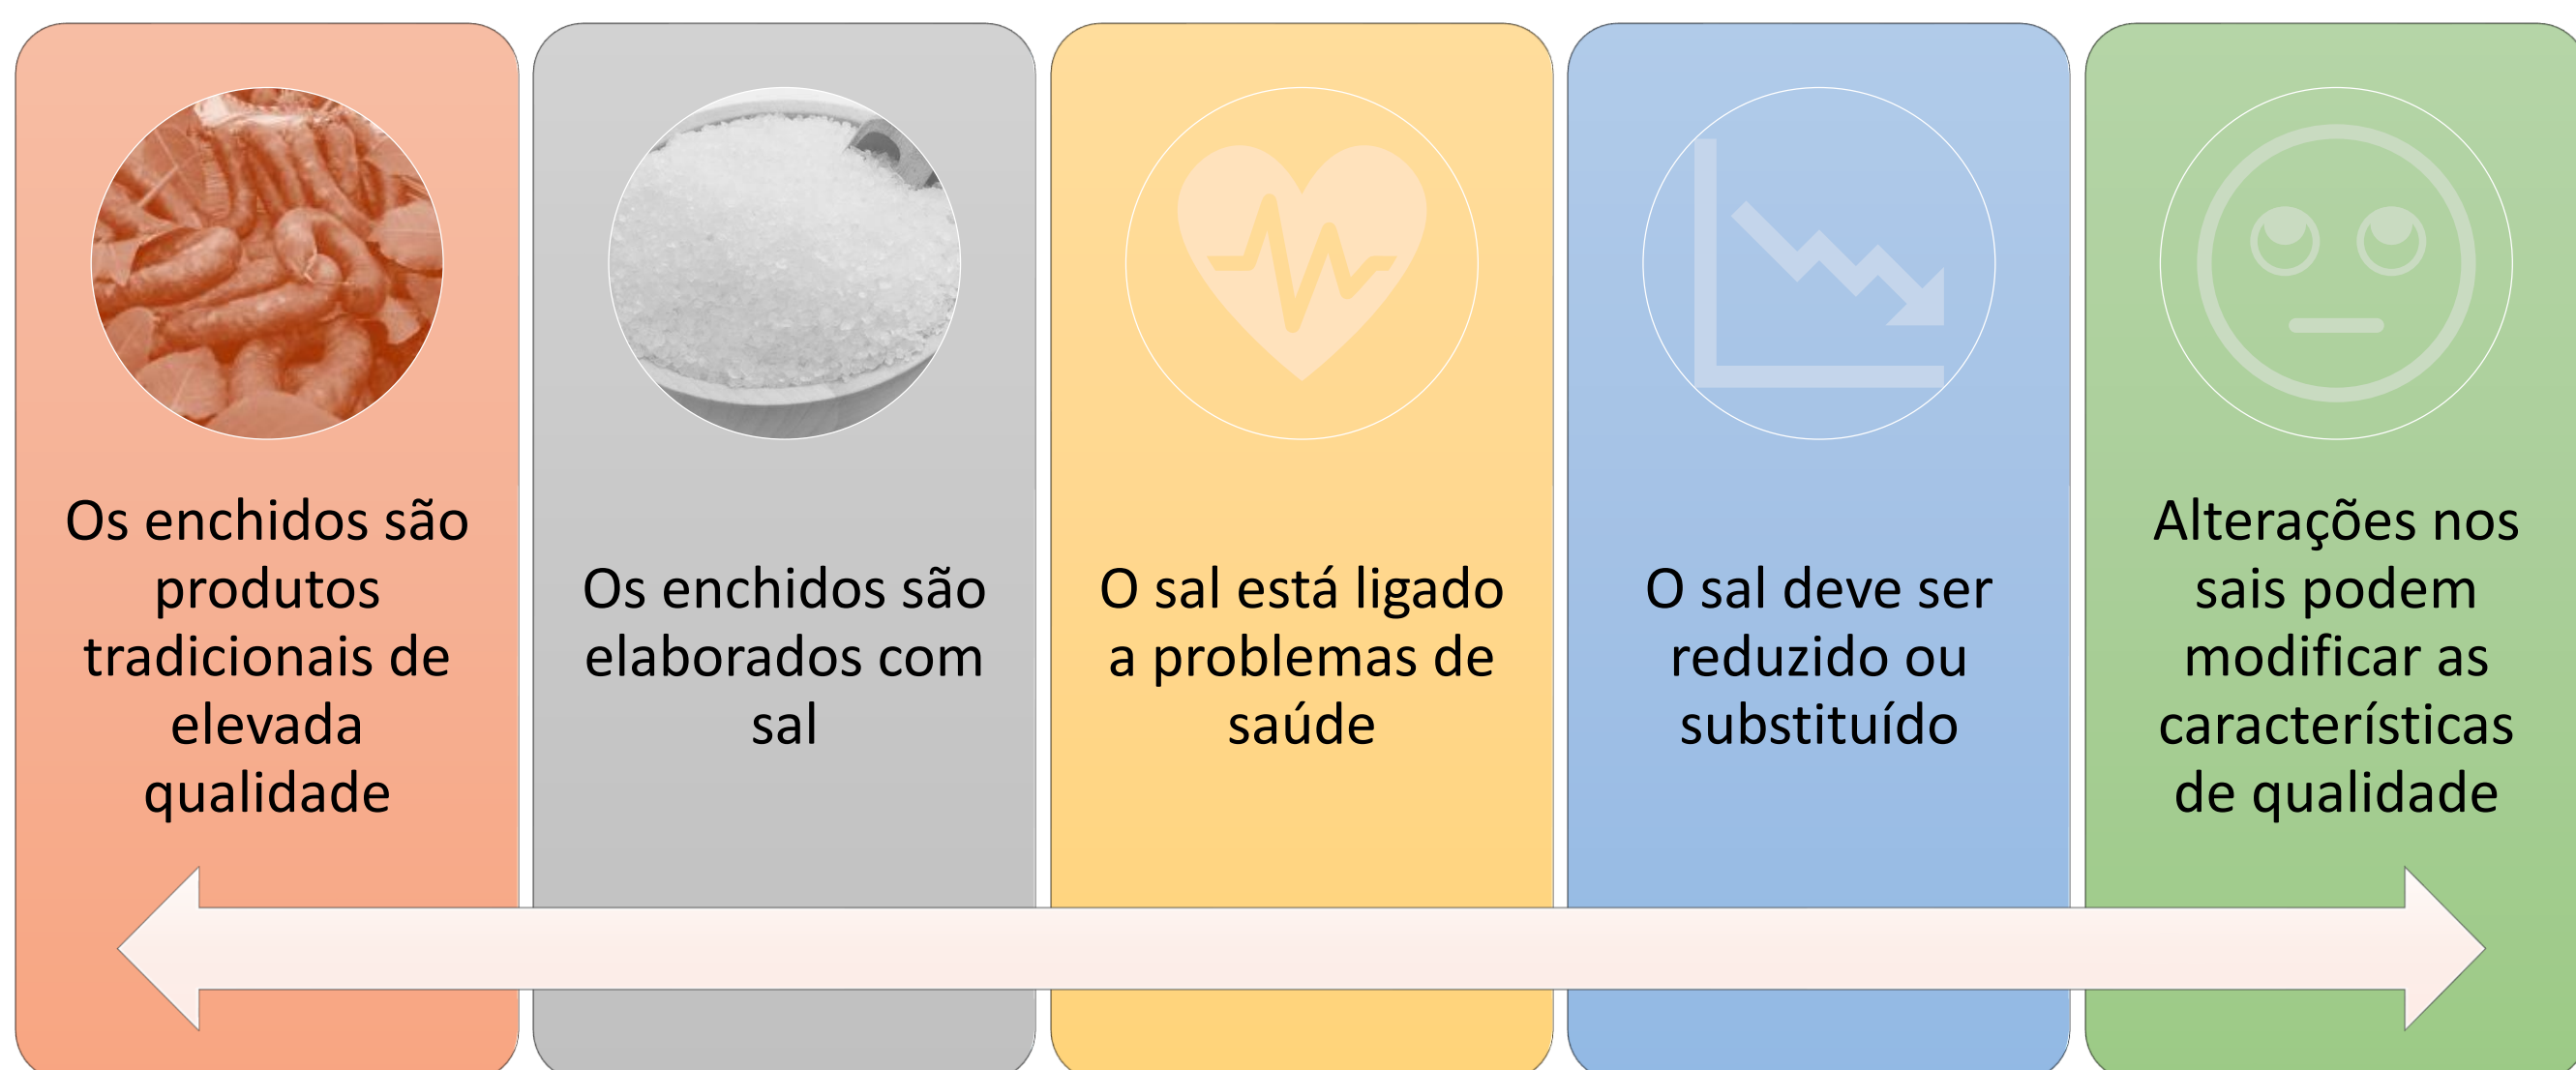 Os enchidos são
produtos
tradicionais de
elevada
qualidade
Os enchidos são
elaborados com
sal
O sal está ligado
a problemas de
saúde
O sal deve ser
reduzido ou
substituído
Alterações nos
sais podem
modificar as
características
de qualidade